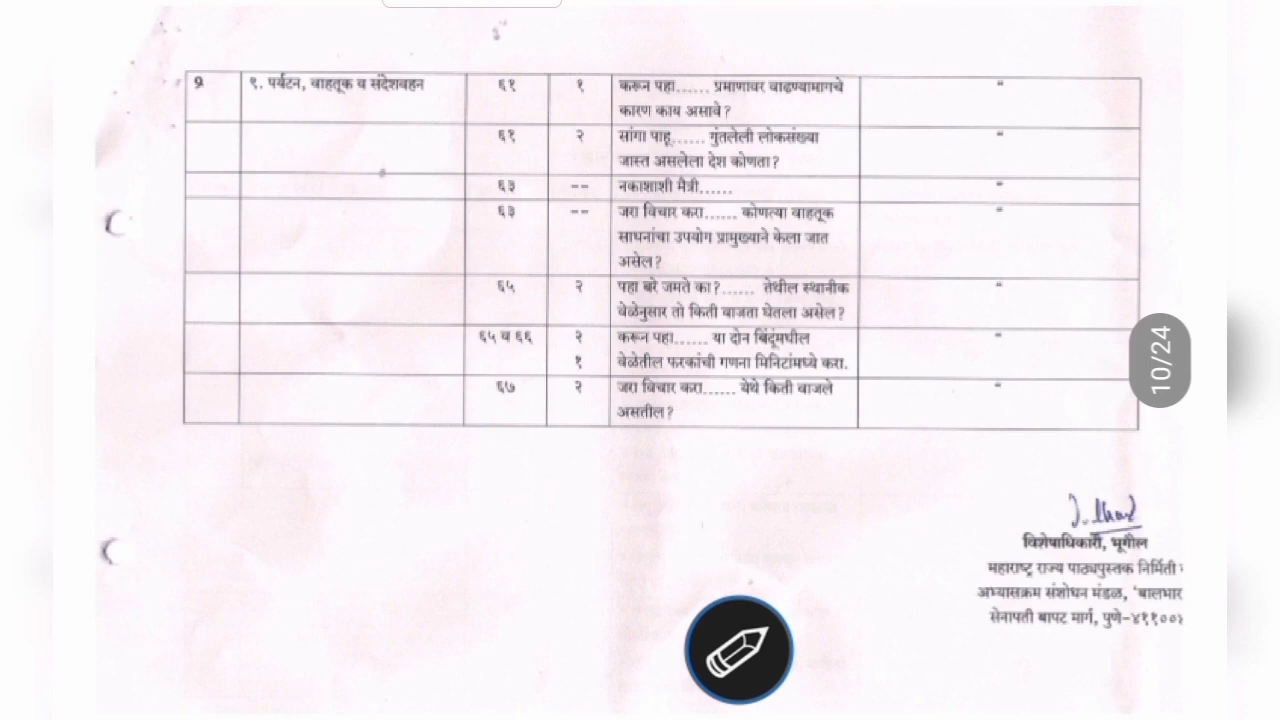 9 ९. पर्यटन, वाहतूक व संदेशवहन ६१ १ करून पहा...... प्रमाणावर वाढण्यामागचे "
कारण काय असावे?
६१ २ सांगा पाहू...... गुंतलेली लोकसंख्या "
जास्त असलेला देश कोणता?
६३ -- नकाशाशी मैत्री...... "
६३ -- जरा विचार करा...... कोणत्या वाहतूक "
साधनांचा उपयोग प्रामुख्याने केला जात
असेल?
६५ २ पहा बरे जमते का?...... तेथील स्थानीक "
वेळेनुसार तो किती वाजता घेतला असेल?
६५ व ६६ २ करून पहा...... या दोन बिंदूंमधील "
१ वेळेतील फरकांची गणना मिनिटांमध्ये करा.
६७ २ जरा विचार करा...... येथे किती वाजले "
असतील?
10/24
विशेषाधिकारी, भूगोल
महाराष्ट्र राज्य पाठ्यपुस्तक निर्मिती
अभ्यासक्रम संशोधन मंडळ, 'बालभार
सेनापती बापट मार्ग, पुणे-४११००